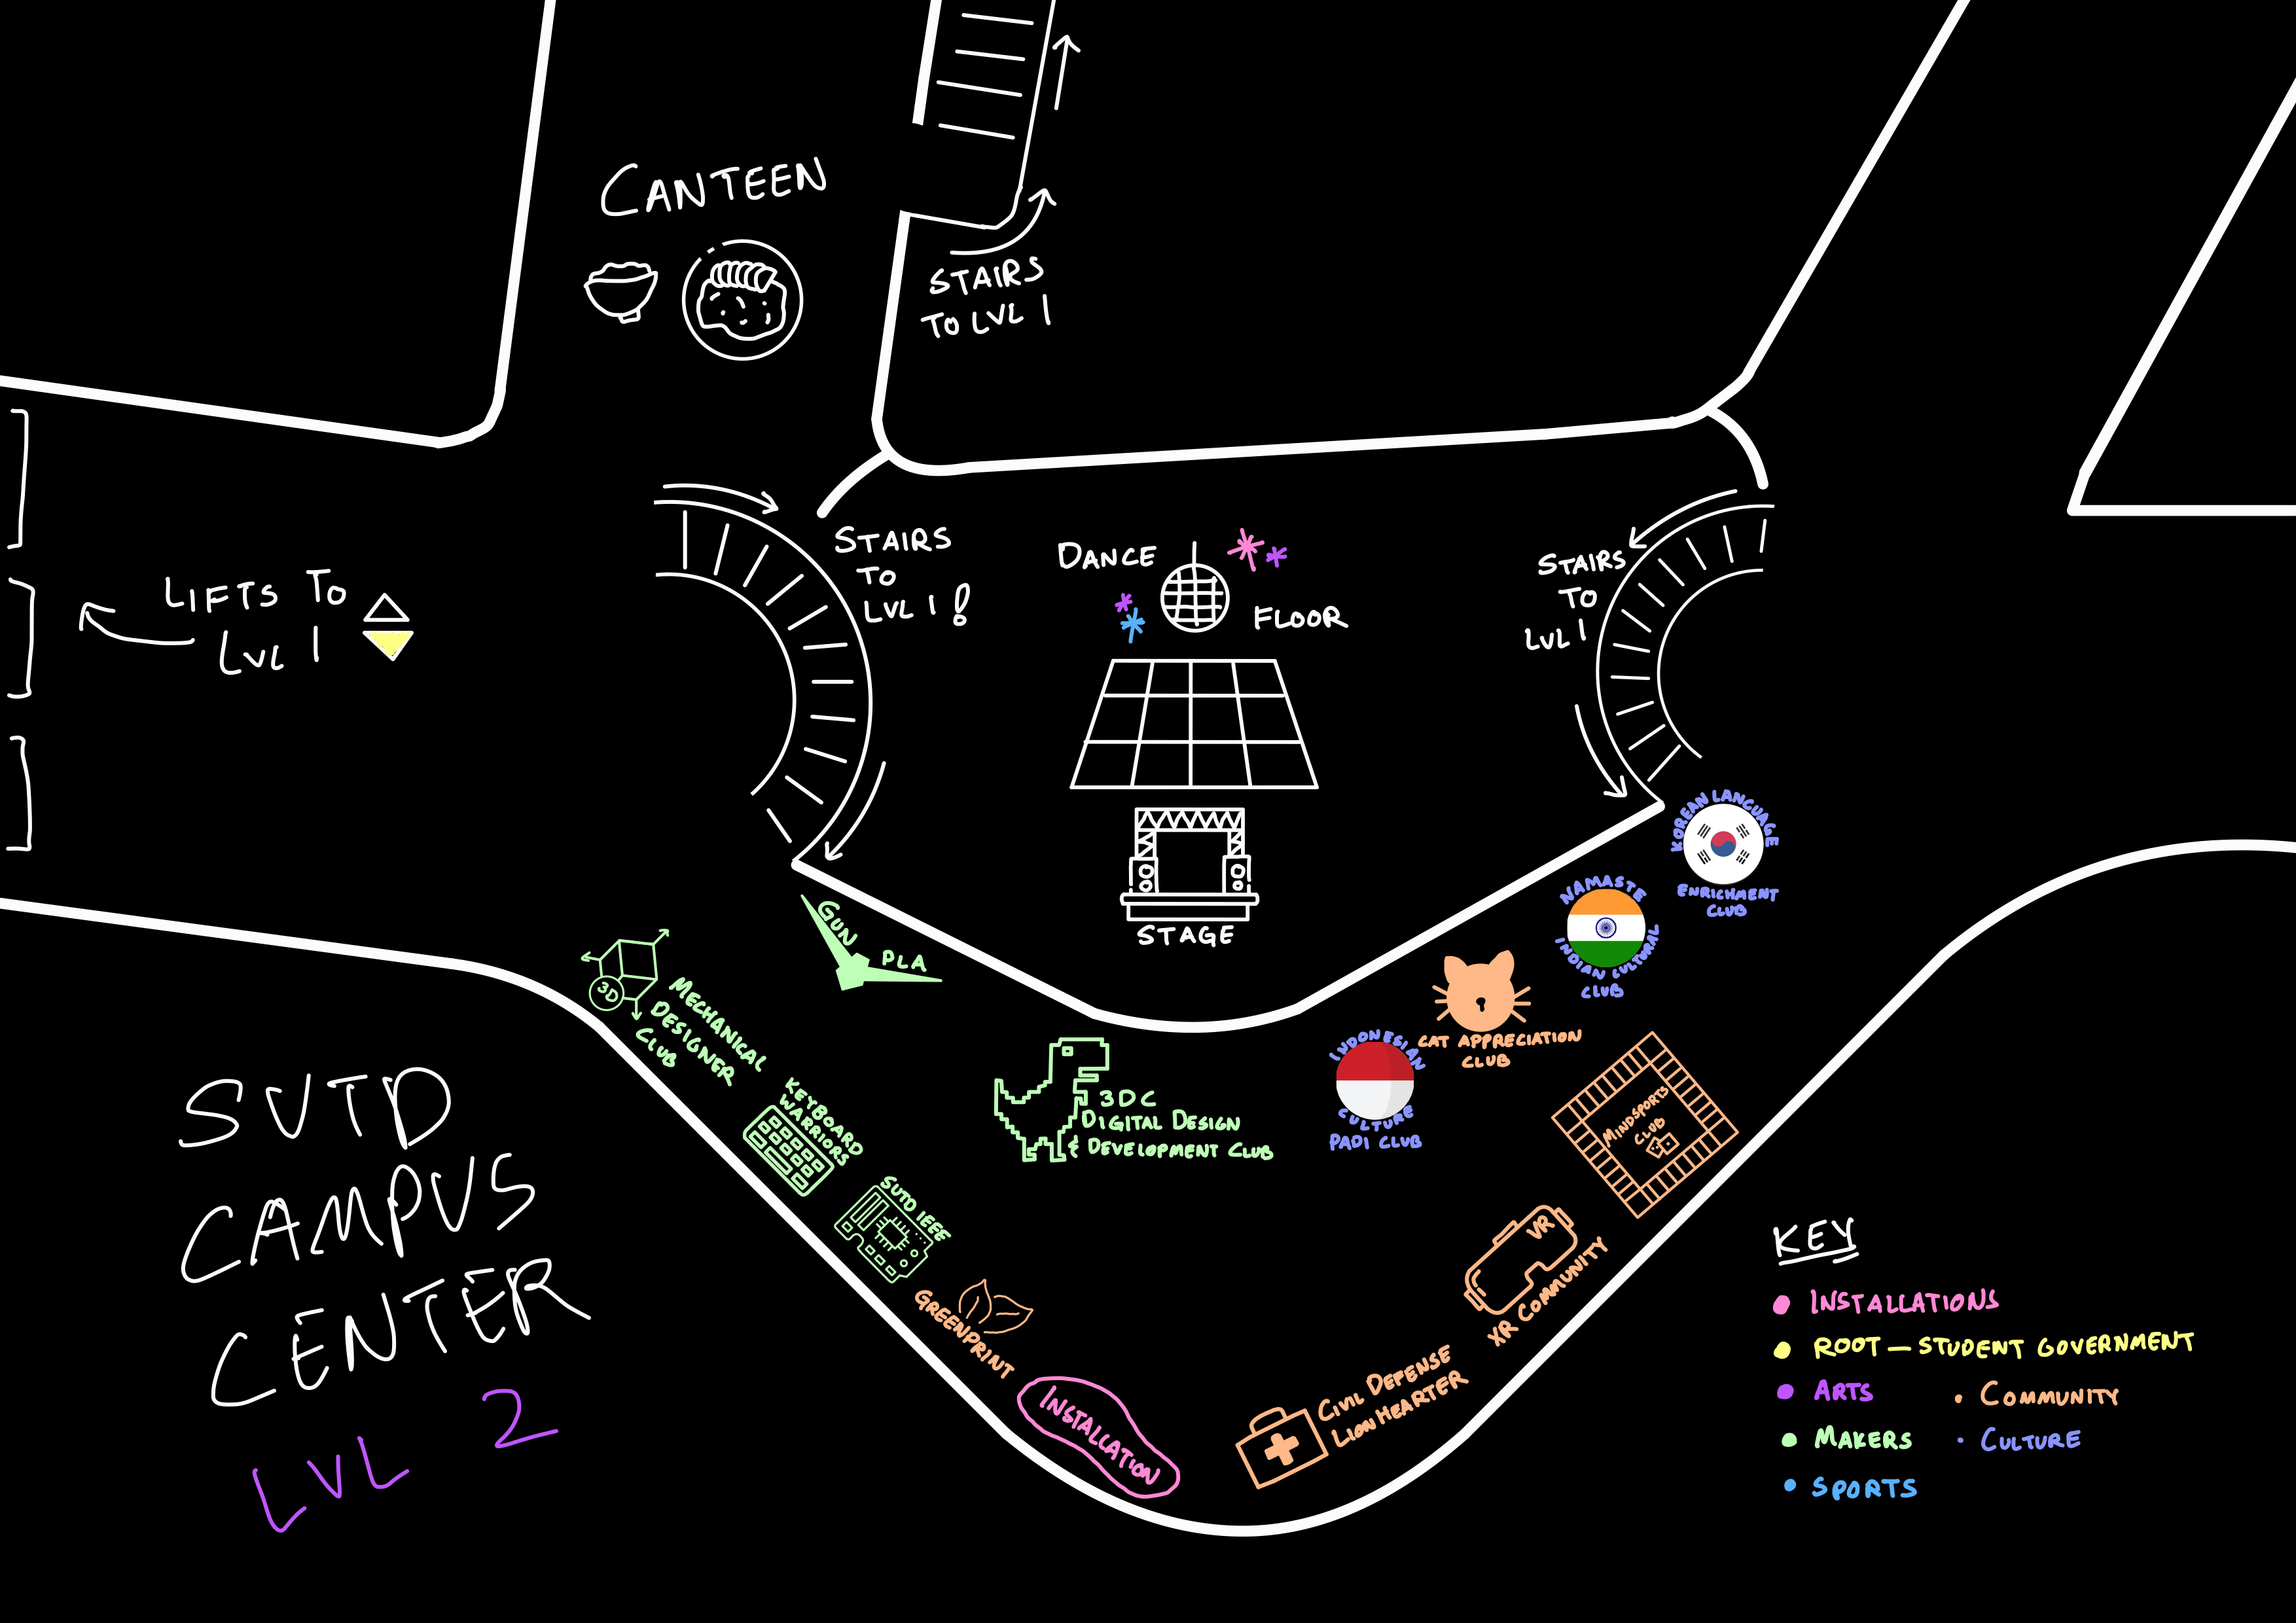 CANTEEN
STAIRS
TO LVL 1
STAIRS
TO
LVL 1!
DANCE
FLOOR
STAIRS
TO
LVL 1
LIFTS TO
LVL 1
STAGE
KOREAN LANGUAGE
ENRICHMENT
CLUB
NAMASTE
INDIAN CULTURAL
CLUB
GUN
PLA
3D
MECHANICAL
DESIGNER
CLUB
CAT APPRECIATION
CLUB
INDONESIAN
CULTURE
PADI CLUB
3DC
DIGITAL DESIGN
& DEVELOPMENT CLUB
KEYBOARD
WARRIORS
MINDSPORTS
CLUB
SUTD IEEE
VR
XR COMMUNITY
GREENPRINT
INSTALLATION
CIVIL DEFENSE
LIONHEARTER
SUTD
CAMPUS
CENTER
LVL 2
KEY
INSTALLATIONS
ROOT — STUDENT GOVERNMENT
ARTS
COMMUNITY
MAKERS
CULTURE
SPORTS